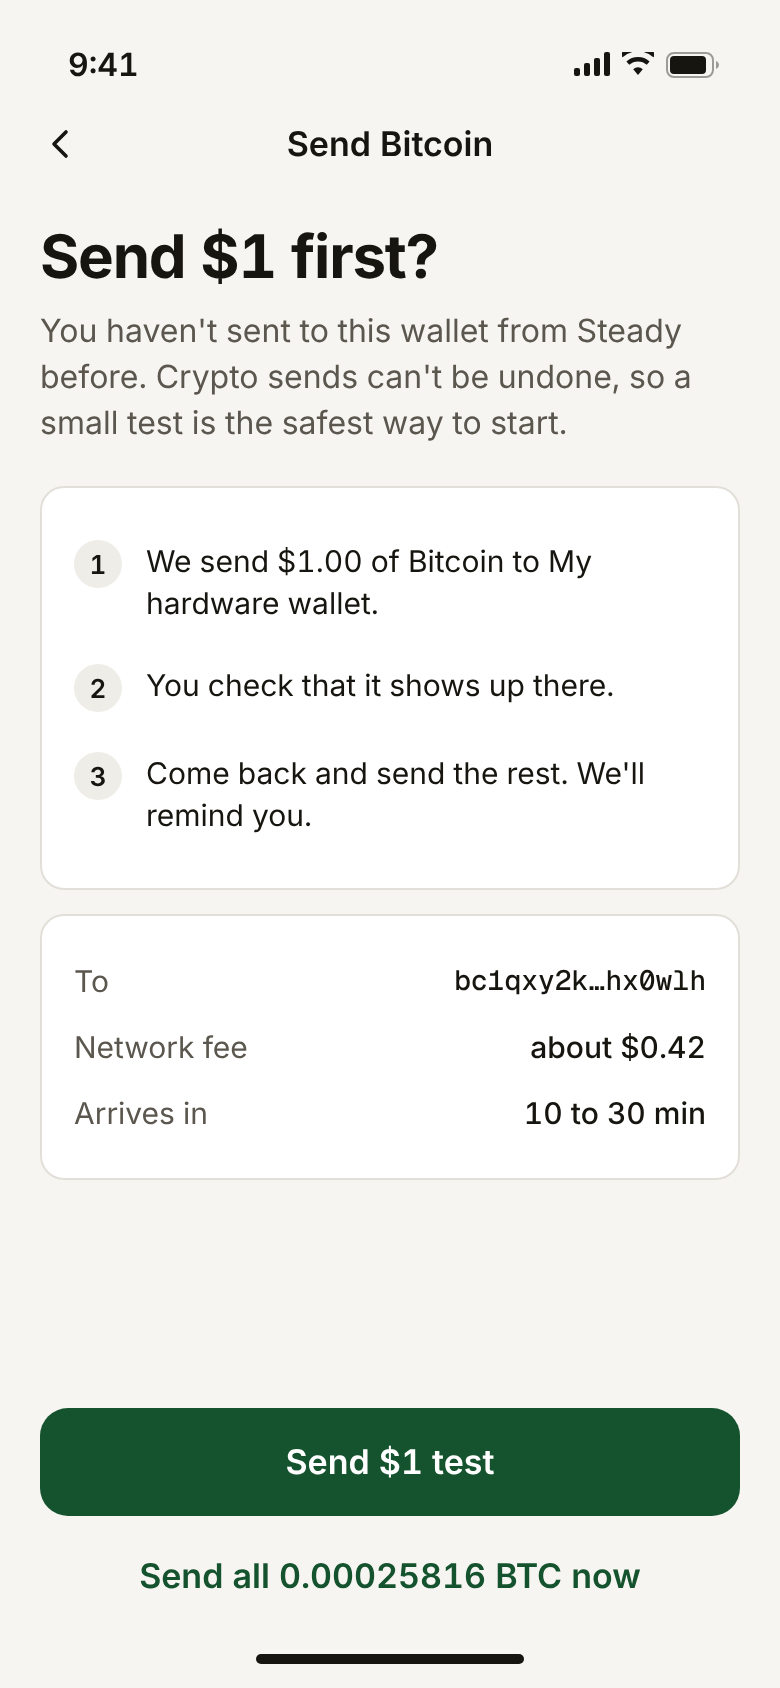 9:41
Send Bitcoin
Send $1 first?
You haven't sent to this wallet from Steady
before. Crypto sends can't be undone, so a
small test is the safest way to start.
1 We send $1.00 of Bitcoin to My
hardware wallet.
2 You check that it shows up there.
3 Come back and send the rest. We'll
remind you.
To bc1qxy2k…hx0wlh
Network fee about $0.42
Arrives in 10 to 30 min
Send $1 test
Send all 0.00025816 BTC now